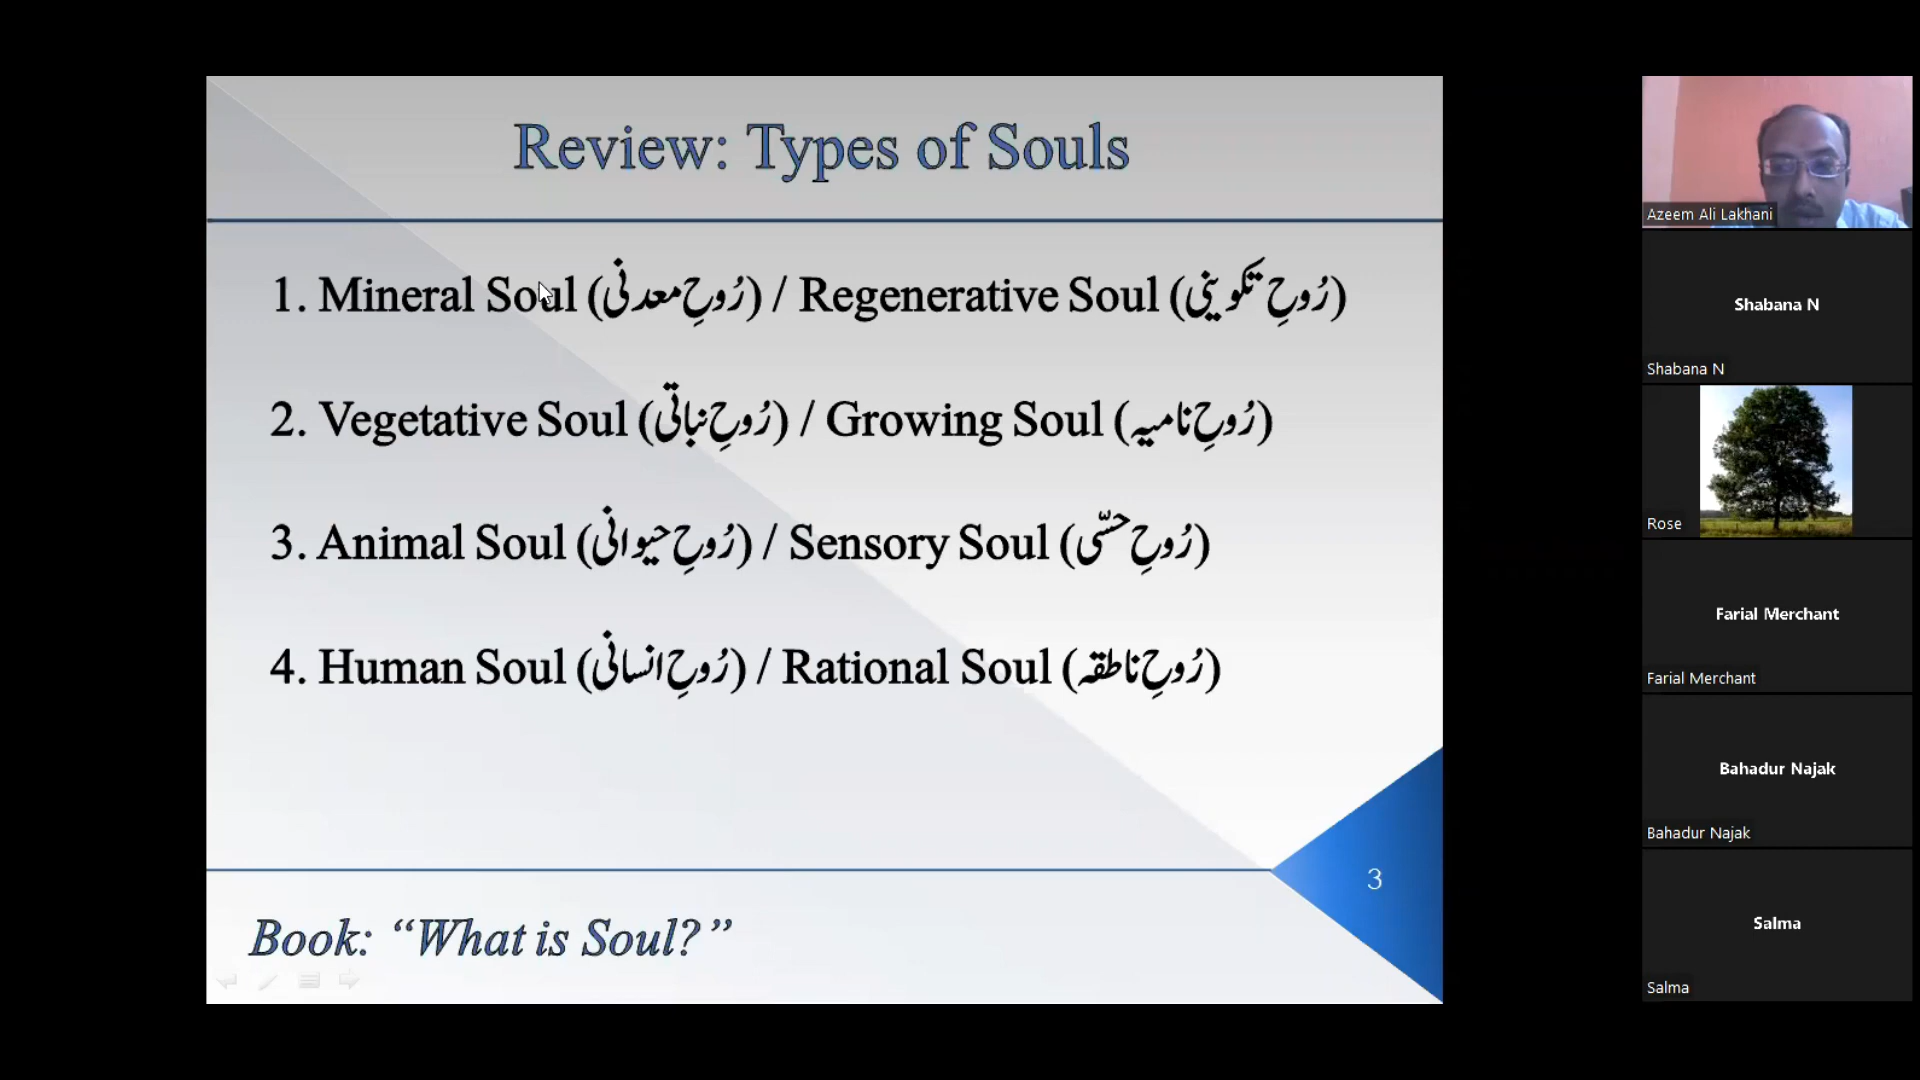 Review: Types of Souls
1. Mineral Soul (رُوحِ معدنی) / Regenerative Soul (رُوحِ تکوینی)
2. Vegetative Soul (رُوحِ نباتی) / Growing Soul (رُوحِ نامیہ)
3. Animal Soul (رُوحِ حیوانی) / Sensory Soul (رُوحِ حسّی)
4. Human Soul (رُوحِ انسانی) / Rational Soul (رُوحِ ناطقہ)
3
Book: “What is Soul?”
Azeem Ali Lakhani
Shabana N
Shabana N
Rose
Farial Merchant
Farial Merchant
Bahadur Najak
Bahadur Najak
Salma
Salma